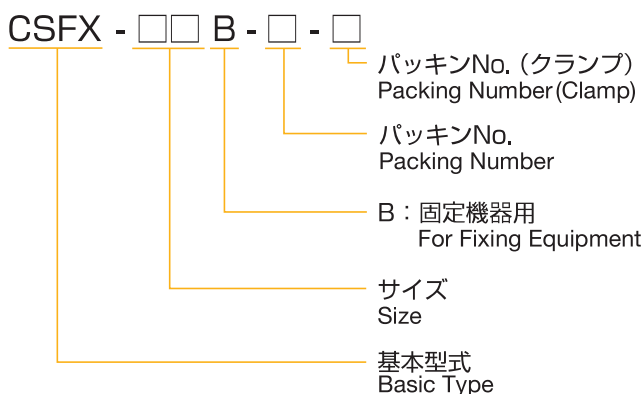 CSFX - □□ B - □ - □
パッキンNo.（クランプ）
Packing Number(Clamp)
パッキンNo.
Packing Number
B：固定機器用
For Fixing Equipment
サイズ
Size
基本型式
Basic Type